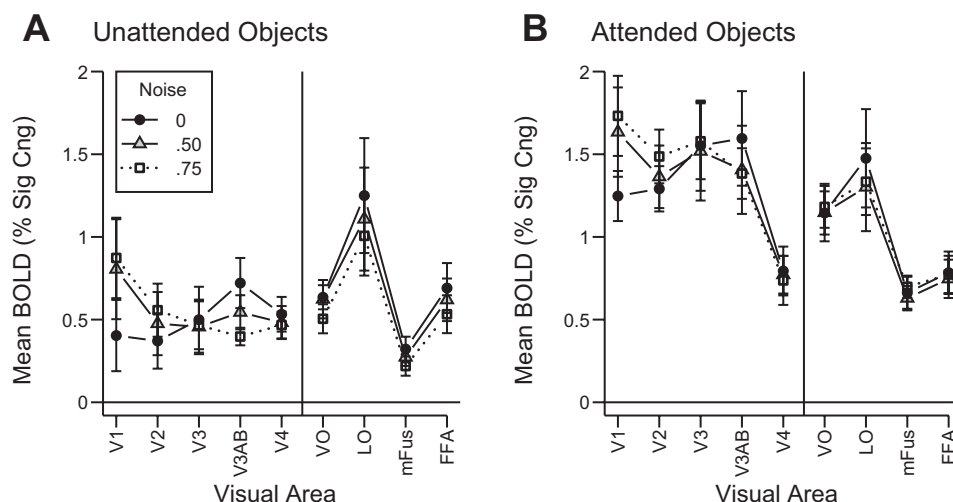 A Unattended Objects
Mean BOLD (% Sig Cng)
2
1.5
1
0.5
0
Noise
0
.50
.75
V1
V2
V3
V3AB
V4
VO
LO
mFus
FFA
Visual Area
B Attended Objects
Mean BOLD (% Sig Cng)
2
1.5
1
0.5
0
V1
V2
V3
V3AB
V4
VO
LO
mFus
FFA
Visual Area